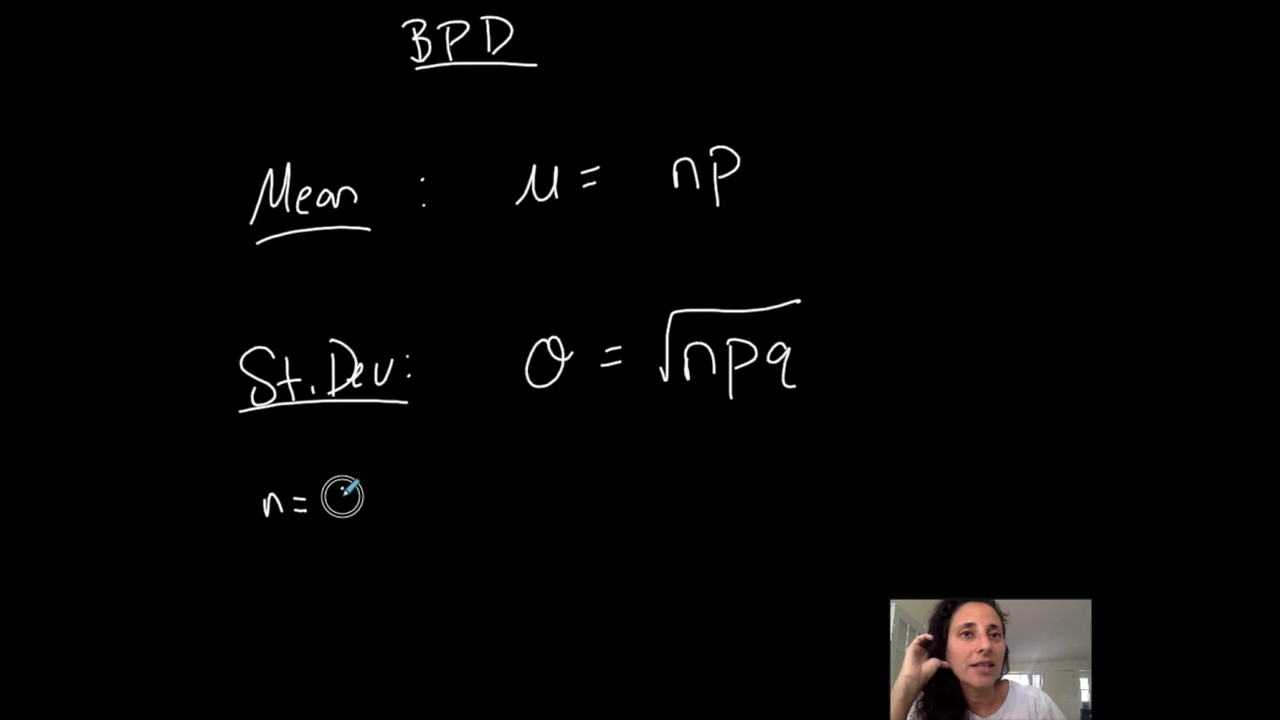 BPD
Mean : μ = np
St. Dev: σ = √npq
n =